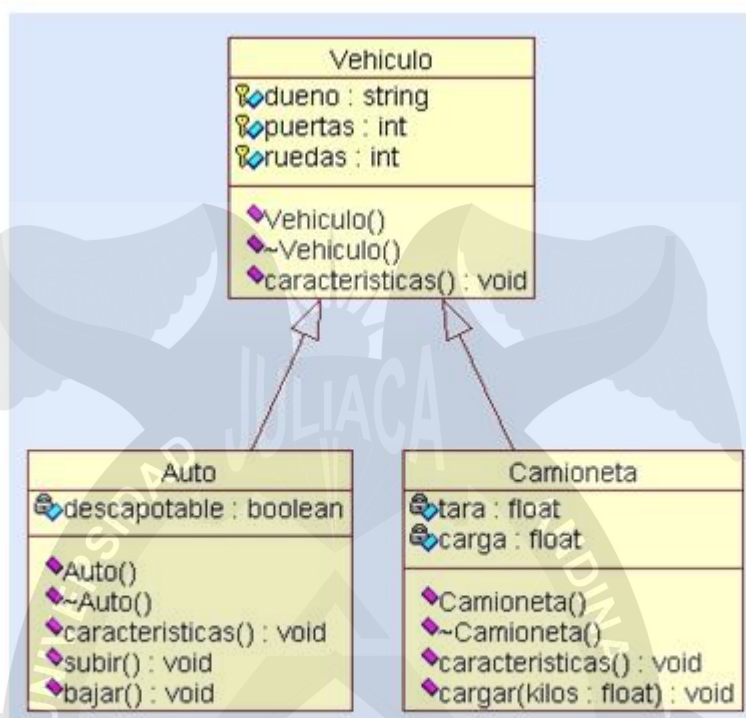 Vehiculo
dueno : string
puertas : int
ruedas : int
Vehiculo()
~Vehiculo()
caracteristicas() : void
JULIACA
Auto
descapotable : boolean
Auto()
~Auto()
caracteristicas() : void
subir() : void
bajar() : void
Camioneta
tara : float
carga : float
Camioneta()
~Camioneta()
caracteristicas() : void
cargar(kilos : float) : void